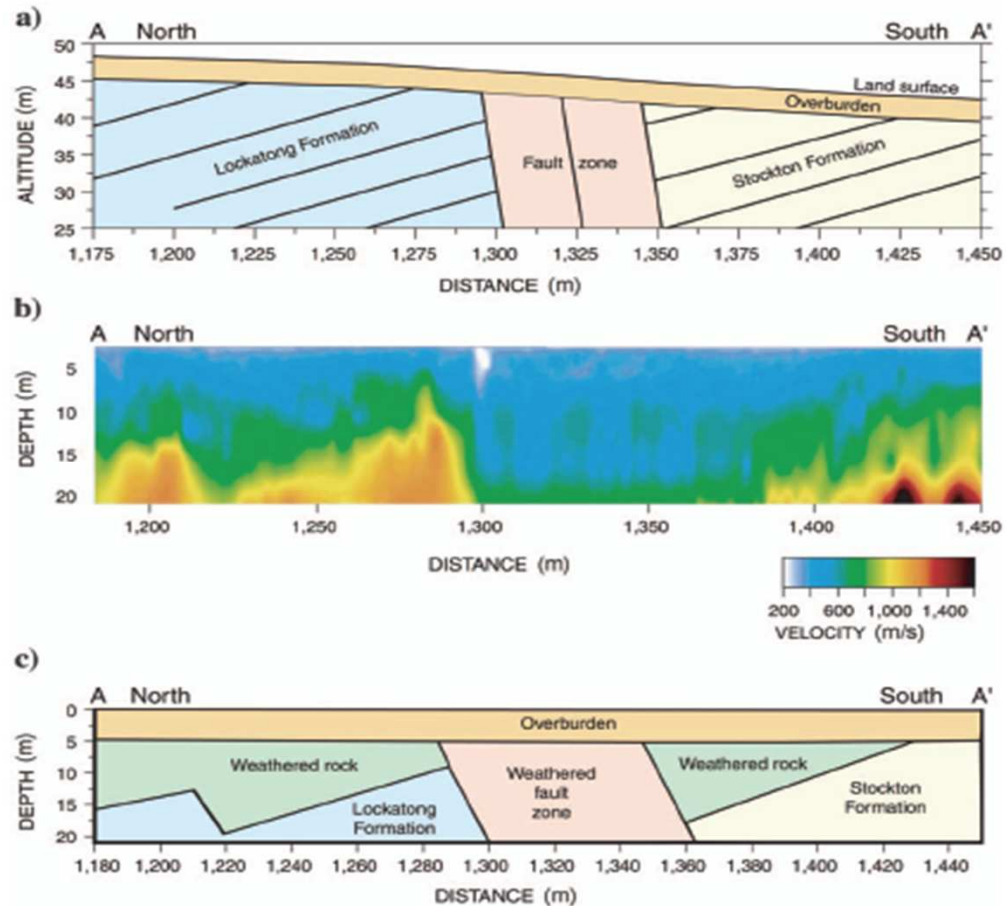 a)
A North South A'
50
45
40
35
30
25
ALTITUDE (m)
Land surface
Overburden
Lockatong Formation
Fault zone
Stockton Formation
1,175 1,200 1,225 1,250 1,275 1,300 1,325 1,350 1,375 1,400 1,425 1,450
DISTANCE (m)
b)
A North South A'
5
10
15
20
DEPTH (m)
1,200 1,250 1,300 1,350 1,400 1,450
DISTANCE (m)
200 600 1,000 1,400
VELOCITY (m/s)
c)
A North South A'
0
5
10
15
20
DEPTH (m)
Overburden
Weathered rock
Lockatong
Formation
Weathered
fault
zone
Weathered rock
Stockton
Formation
1,180 1,200 1,220 1,240 1,260 1,280 1,300 1,320 1,340 1,360 1,380 1,400 1,420 1,440
DISTANCE (m)